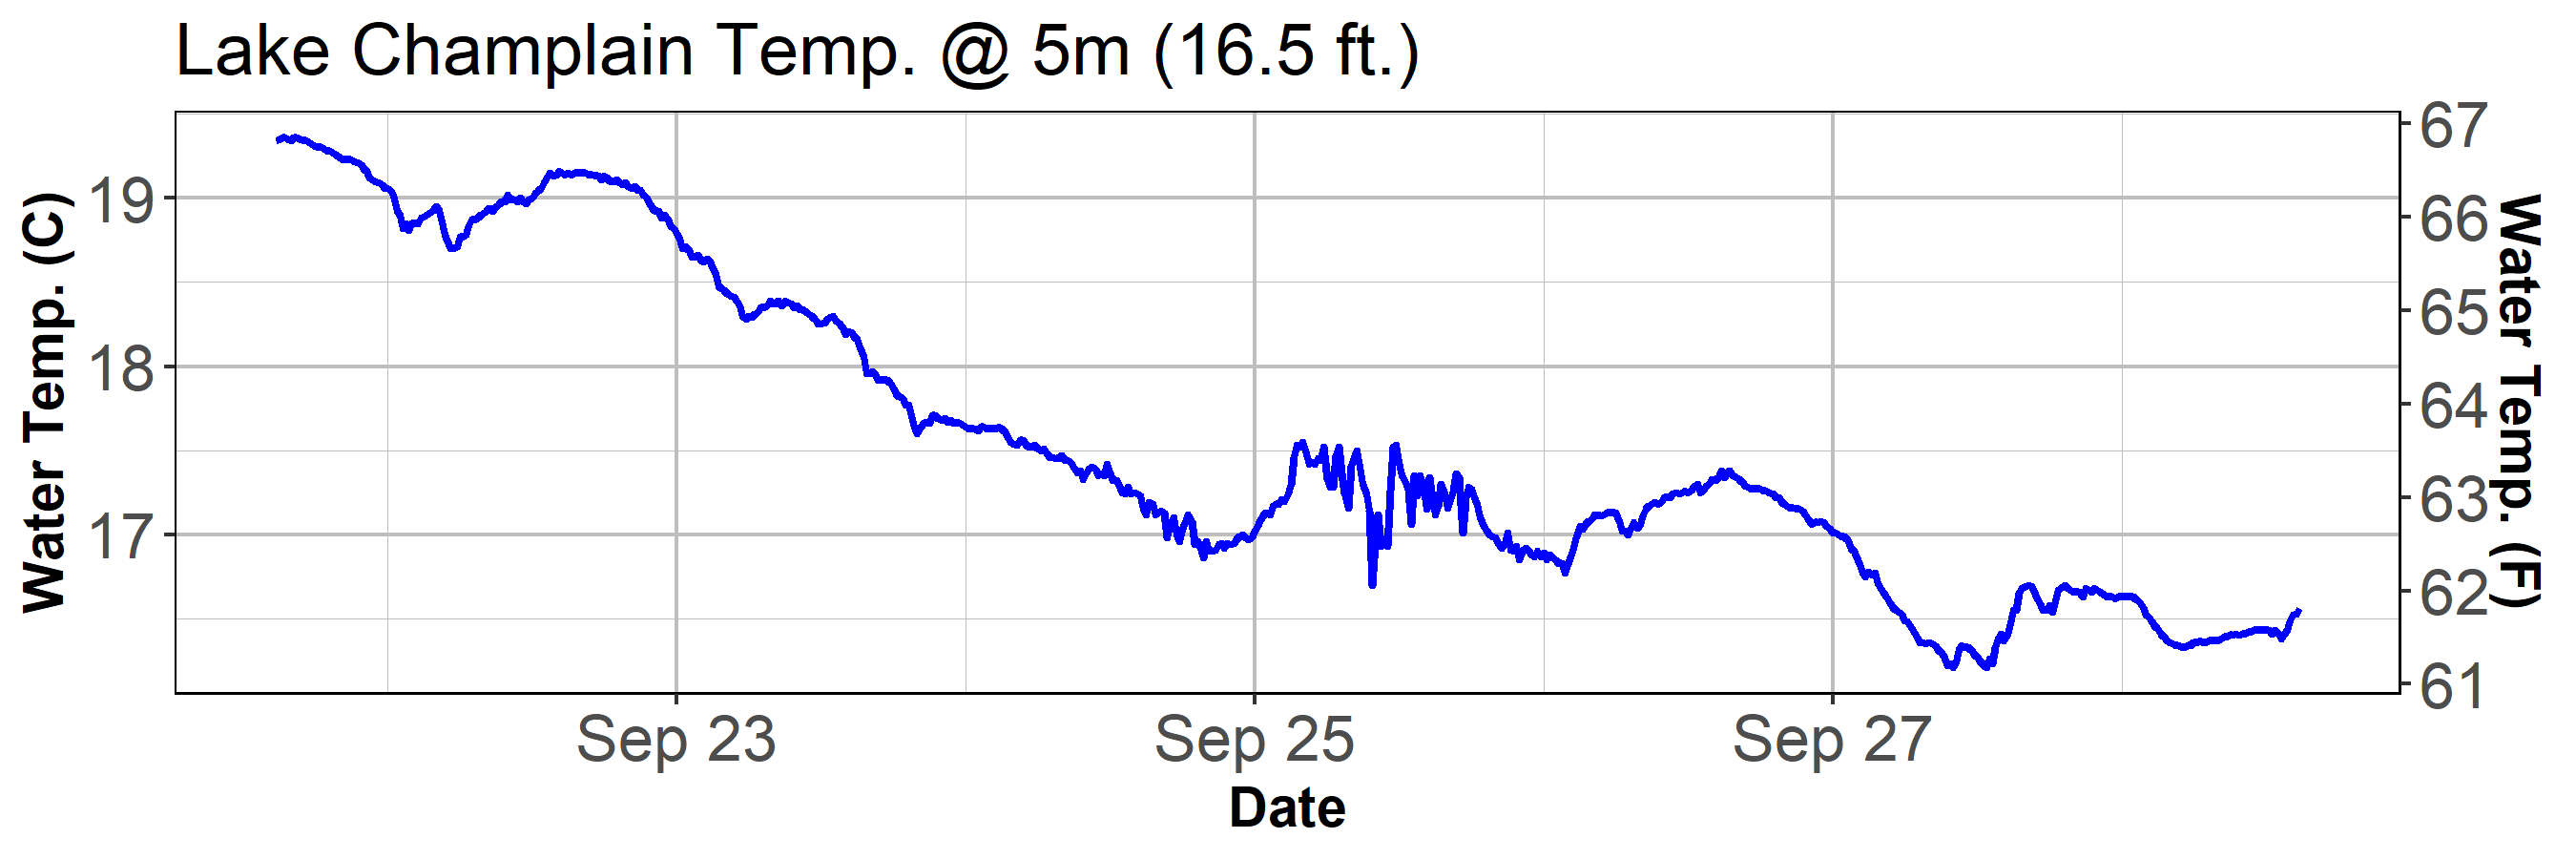 Lake Champlain Temp. @ 5m (16.5 ft.)
Water Temp. (C)
19
18
17
67
66
65
64
63
62
61
Water Temp. (F)
Sep 23
Sep 25
Sep 27
Date